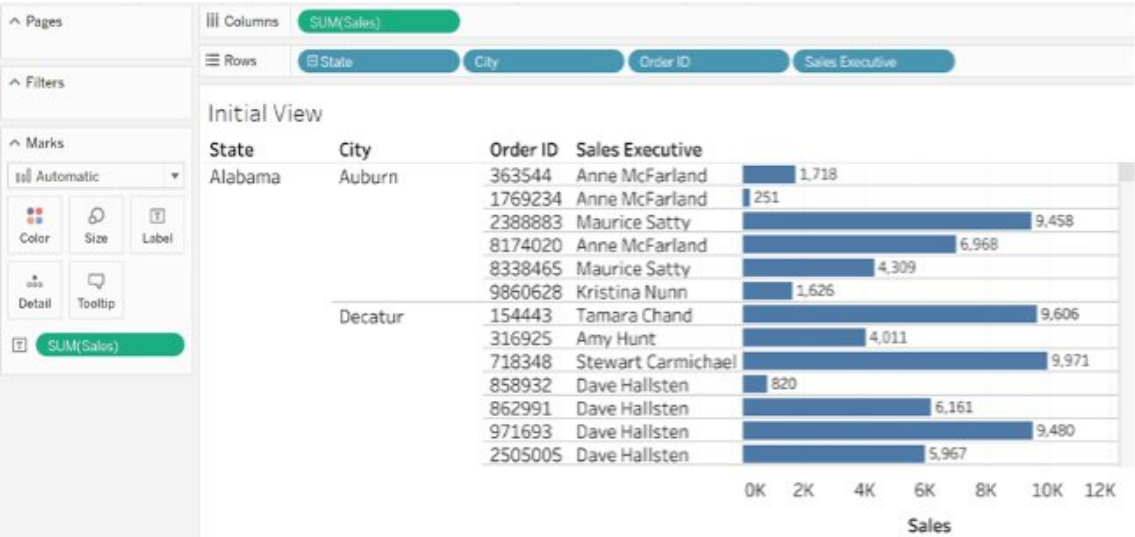 Pages
Columns SUM(Sales)
Rows State City Order ID Sales Executive
Filters
Marks
Automatic
Color Size Label
Detail Tooltip
SUM(Sales)
Initial View
State City Order ID Sales Executive
Alabama Auburn 363544 Anne McFarland 1,718
1769234 Anne McFarland 251
2388883 Maurice Satty 9,458
8174020 Anne McFarland 6,968
8338465 Maurice Satty 4,309
9860628 Kristina Nunn 1,626
Decatur 154443 Tamara Chand 9,606
316925 Amy Hunt 4,011
718348 Stewart Carmichael 9,971
858932 Dave Hallsten 820
862991 Dave Hallsten 6,161
971693 Dave Hallsten 9,480
2505005 Dave Hallsten 5,967
0K 2K 4K 6K 8K 10K 12K
Sales